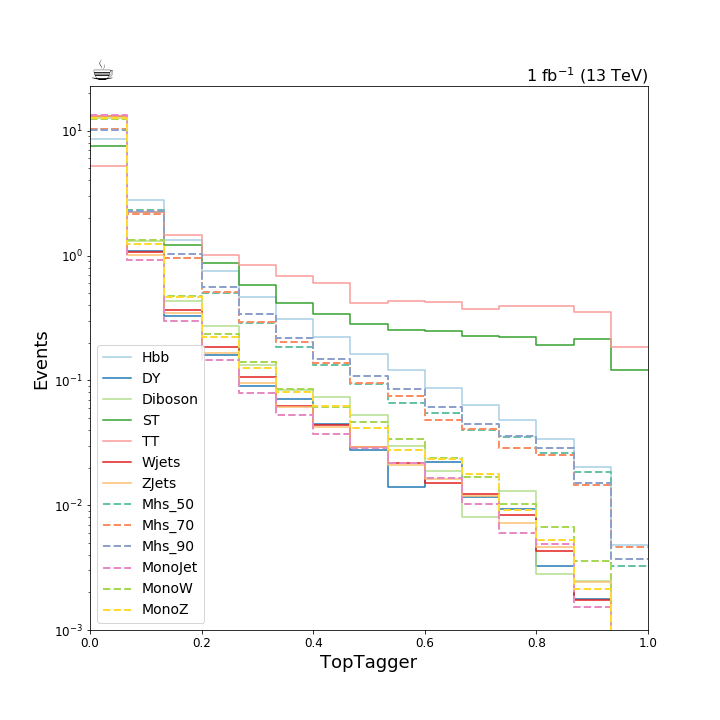 ☕ 1 fb⁻¹ (13 TeV)
Events
10¹
10⁰
10⁻¹
10⁻²
10⁻³
Hbb
DY
Diboson
ST
TT
Wjets
ZJets
Mhs_50
Mhs_70
Mhs_90
MonoJet
MonoW
MonoZ
0.0 0.2 0.4 0.6 0.8 1.0
TopTagger